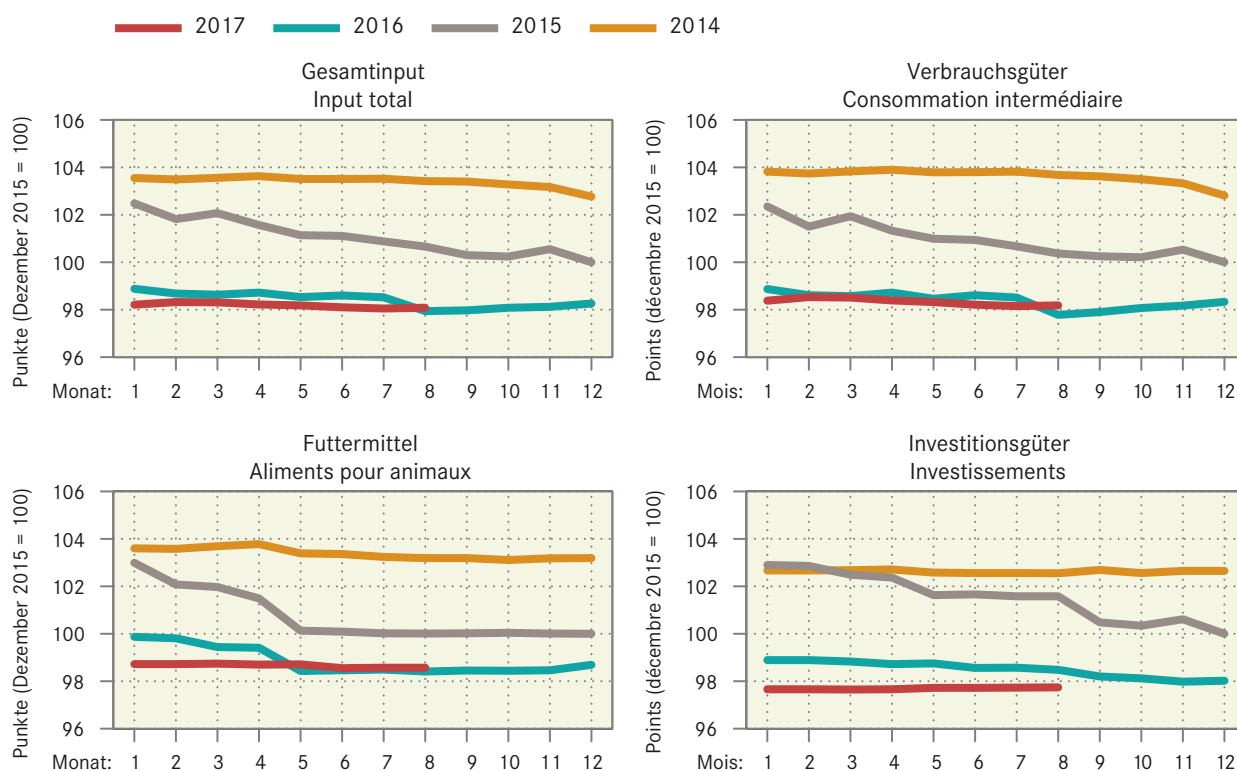 2017 2016 2015 2014
Gesamtinput
Input total
Punkte (Dezember 2015 = 100)
106
104
102
100
98
96
Monat: 1 2 3 4 5 6 7 8 9 10 11 12
Verbrauchsgüter
Consommation intermédiaire
Points (décembre 2015 = 100)
106
104
102
100
98
96
Mois: 1 2 3 4 5 6 7 8 9 10 11 12
Futtermittel
Aliments pour animaux
Punkte (Dezember 2015 = 100)
106
104
102
100
98
96
Monat: 1 2 3 4 5 6 7 8 9 10 11 12
Investitionsgüter
Investissements
Points (décembre 2015 = 100)
106
104
102
100
98
96
Mois: 1 2 3 4 5 6 7 8 9 10 11 12